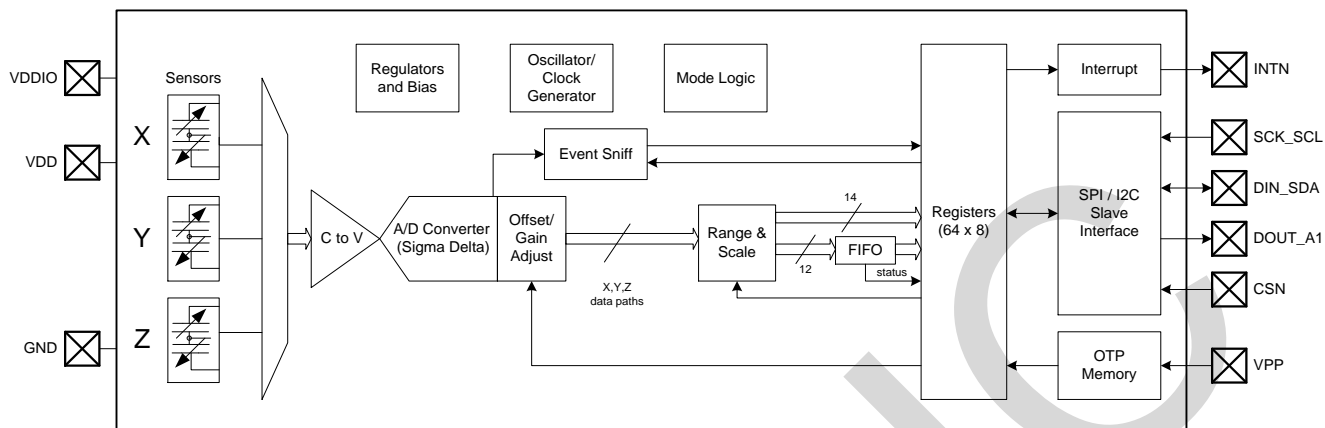 VDDIO
VDD
GND
Sensors
X
Y
Z
Regulators
and Bias
Oscillator/
Clock
Generator
Mode Logic
Event Sniff
C to V
A/D Converter
(Sigma Delta)
Offset/
Gain
Adjust
X,Y,Z
data paths
Range &
Scale
14
12
FIFO
status
Registers
(64 x 8)
Interrupt
SPI / I2C
Slave
Interface
OTP
Memory
INTN
SCK_SCL
DIN_SDA
DOUT_A1
CSN
VPP